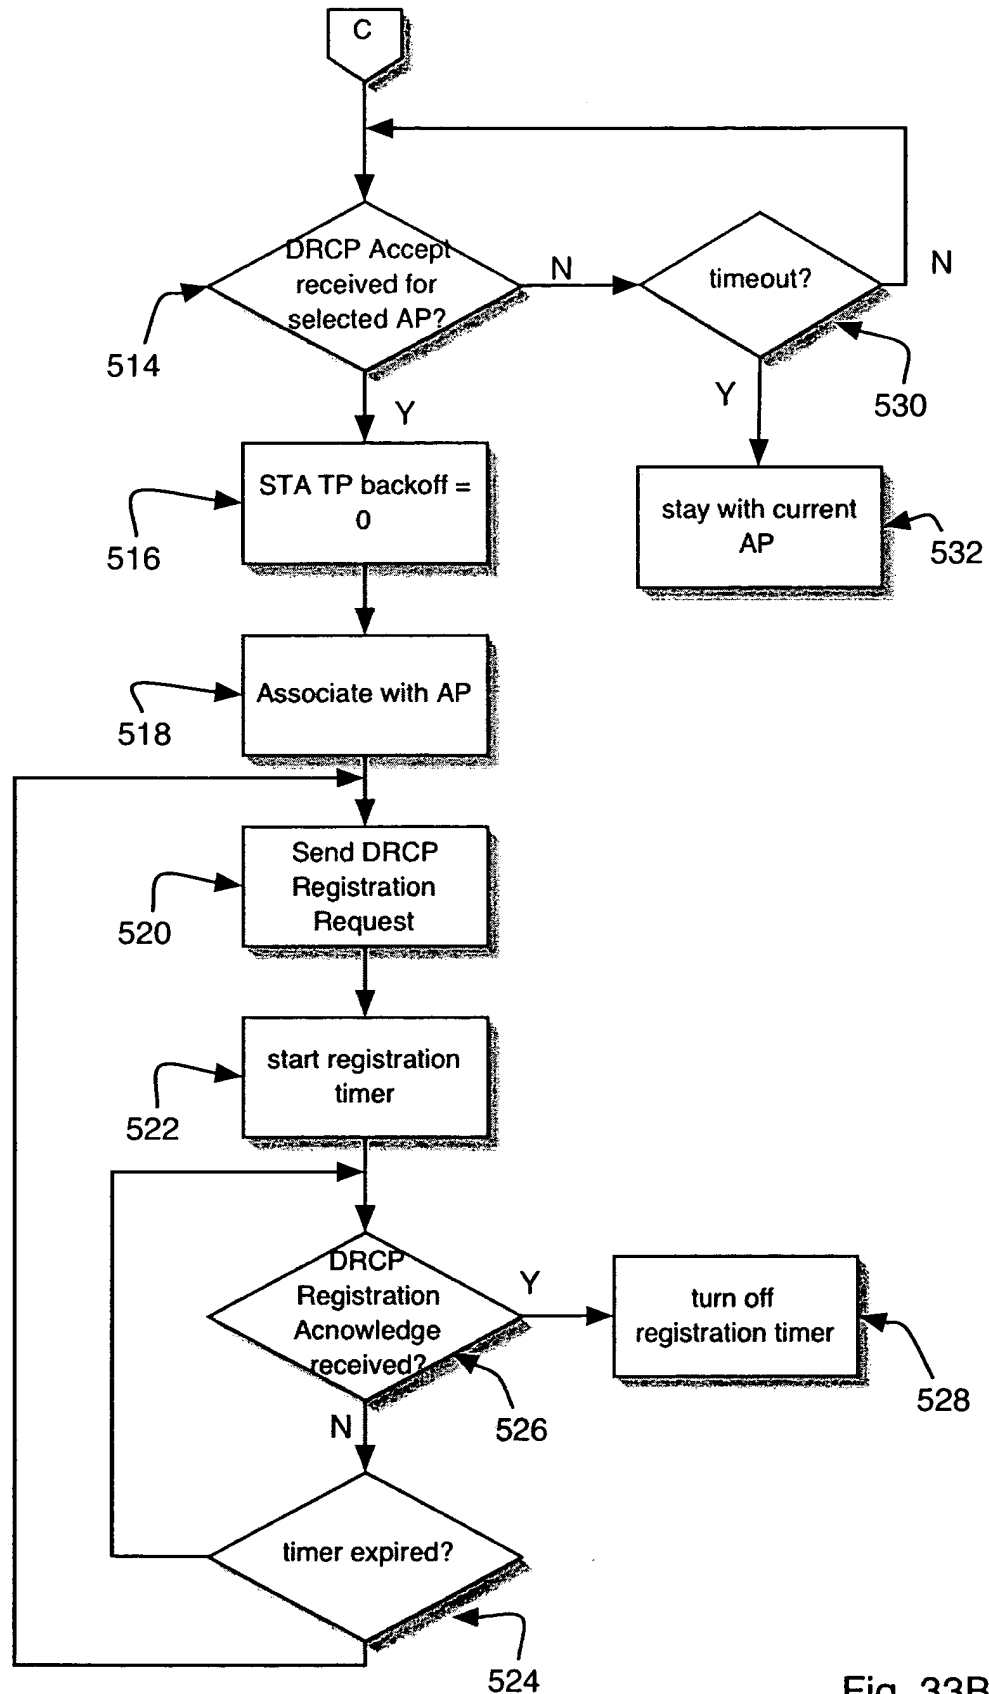 C
DRCP Accept
received for
selected AP?
N
timeout?
N
514
530
Y
Y
STA TP backoff =
0
516
stay with current
AP
532
Associate with AP
518
Send DRCP
Registration
Request
520
start registration
timer
522
DRCP
Registration
Acnowledge
received?
Y
turn off
registration timer
526
528
N
timer expired?
524
Fig. 33B